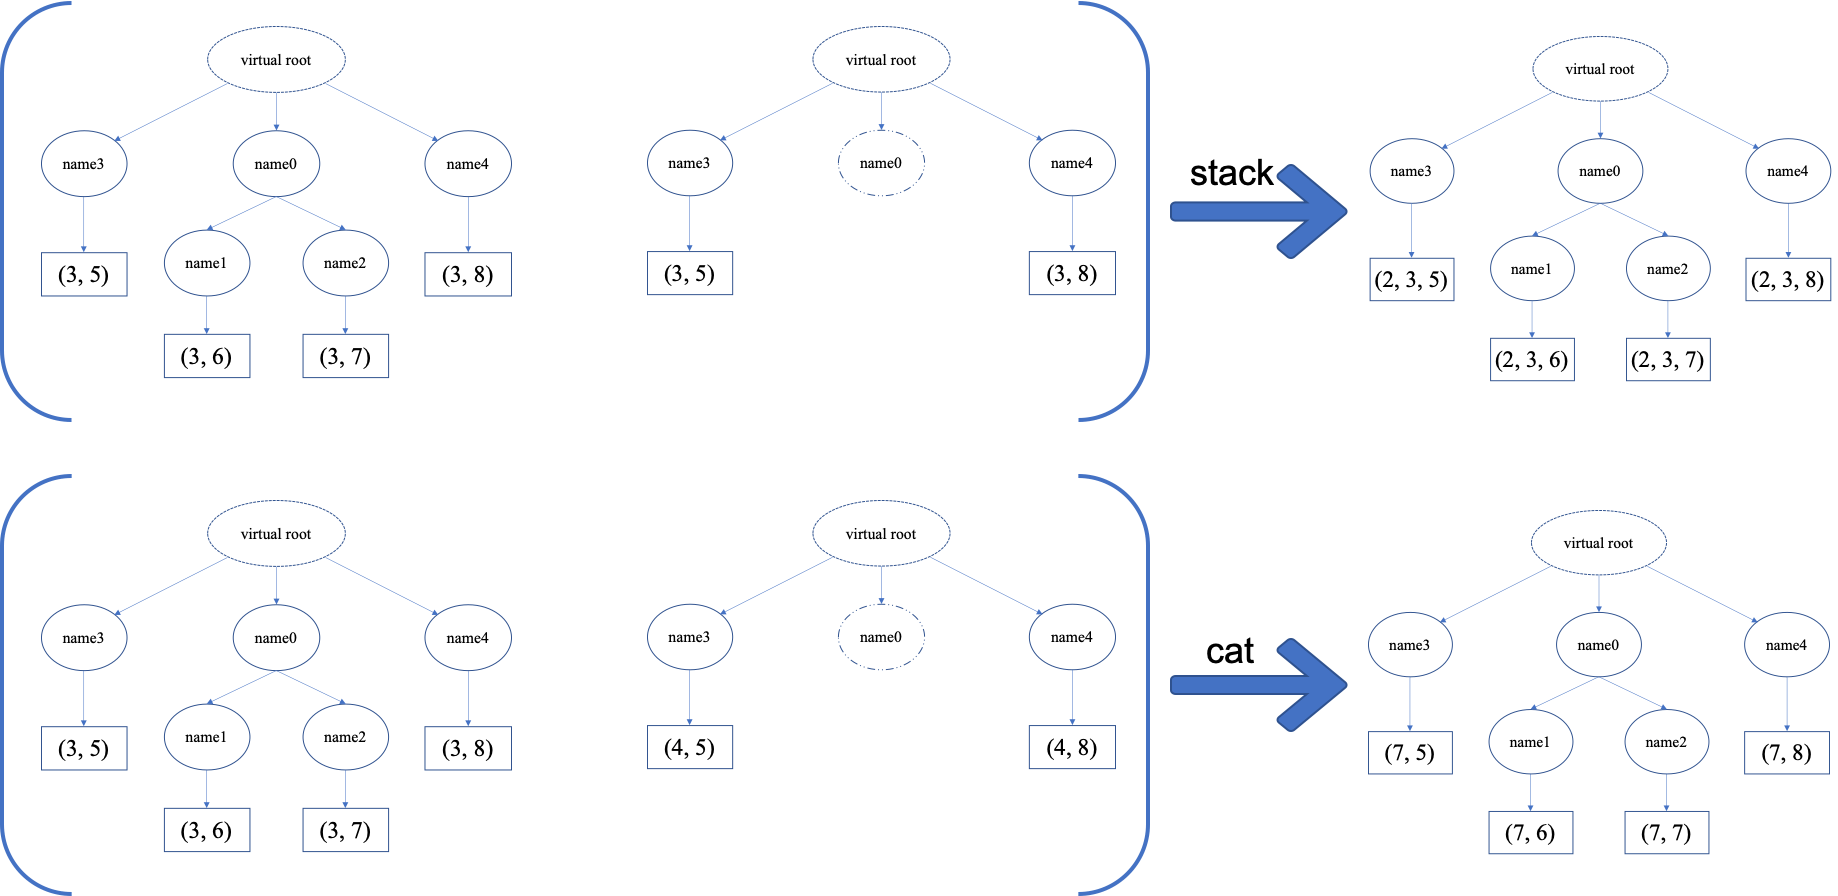 virtual root
name3
name0
name4
(3, 5)
name1
name2
(3, 8)
(3, 6)
(3, 7)
virtual root
name3
name0
name4
(3, 5)
(3, 8)
stack
virtual root
name3
name0
name4
(2, 3, 5)
name1
name2
(2, 3, 8)
(2, 3, 6)
(2, 3, 7)
virtual root
name3
name0
name4
(3, 5)
name1
name2
(3, 8)
(3, 6)
(3, 7)
virtual root
name3
name0
name4
(4, 5)
(4, 8)
cat
virtual root
name3
name0
name4
(7, 5)
name1
name2
(7, 8)
(7, 6)
(7, 7)